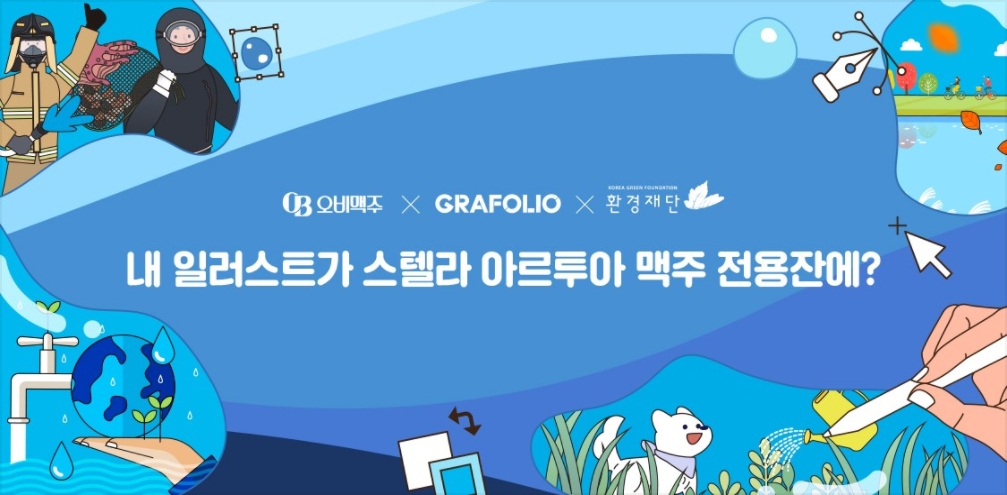 OB 오비맥주 × GRAFOLIO × KOREA GREEN FOUNDATION 환경재단
내 일러스트가 스텔라 아르투아 맥주 전용잔에?